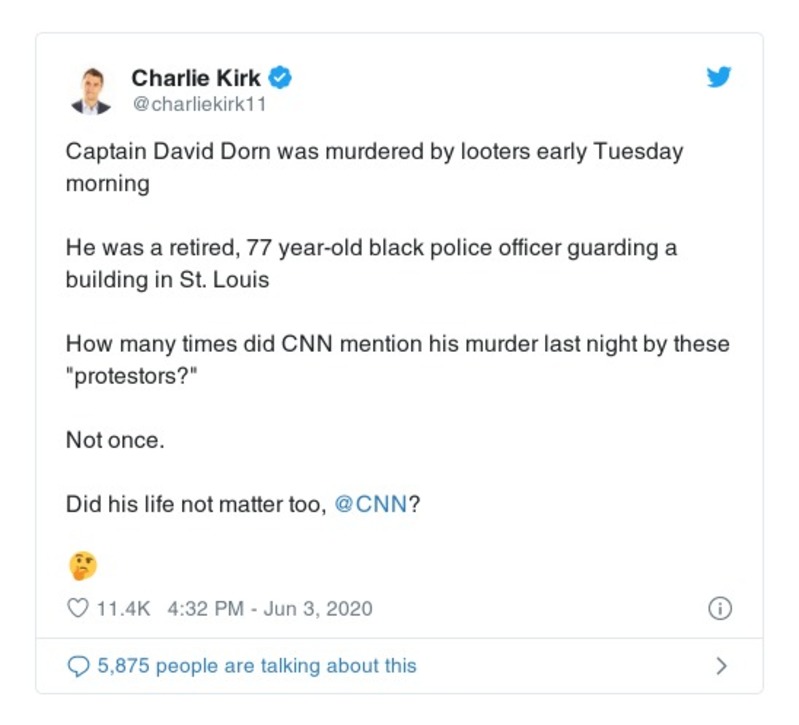 Charlie Kirk
@charliekirk11
Captain David Dorn was murdered by looters early Tuesday
morning
He was a retired, 77 year-old black police officer guarding a
building in St. Louis
How many times did CNN mention his murder last night by these
"protestors?"
Not once.
Did his life not matter too, @CNN?
🤔
11.4K 4:32 PM - Jun 3, 2020
5,875 people are talking about this